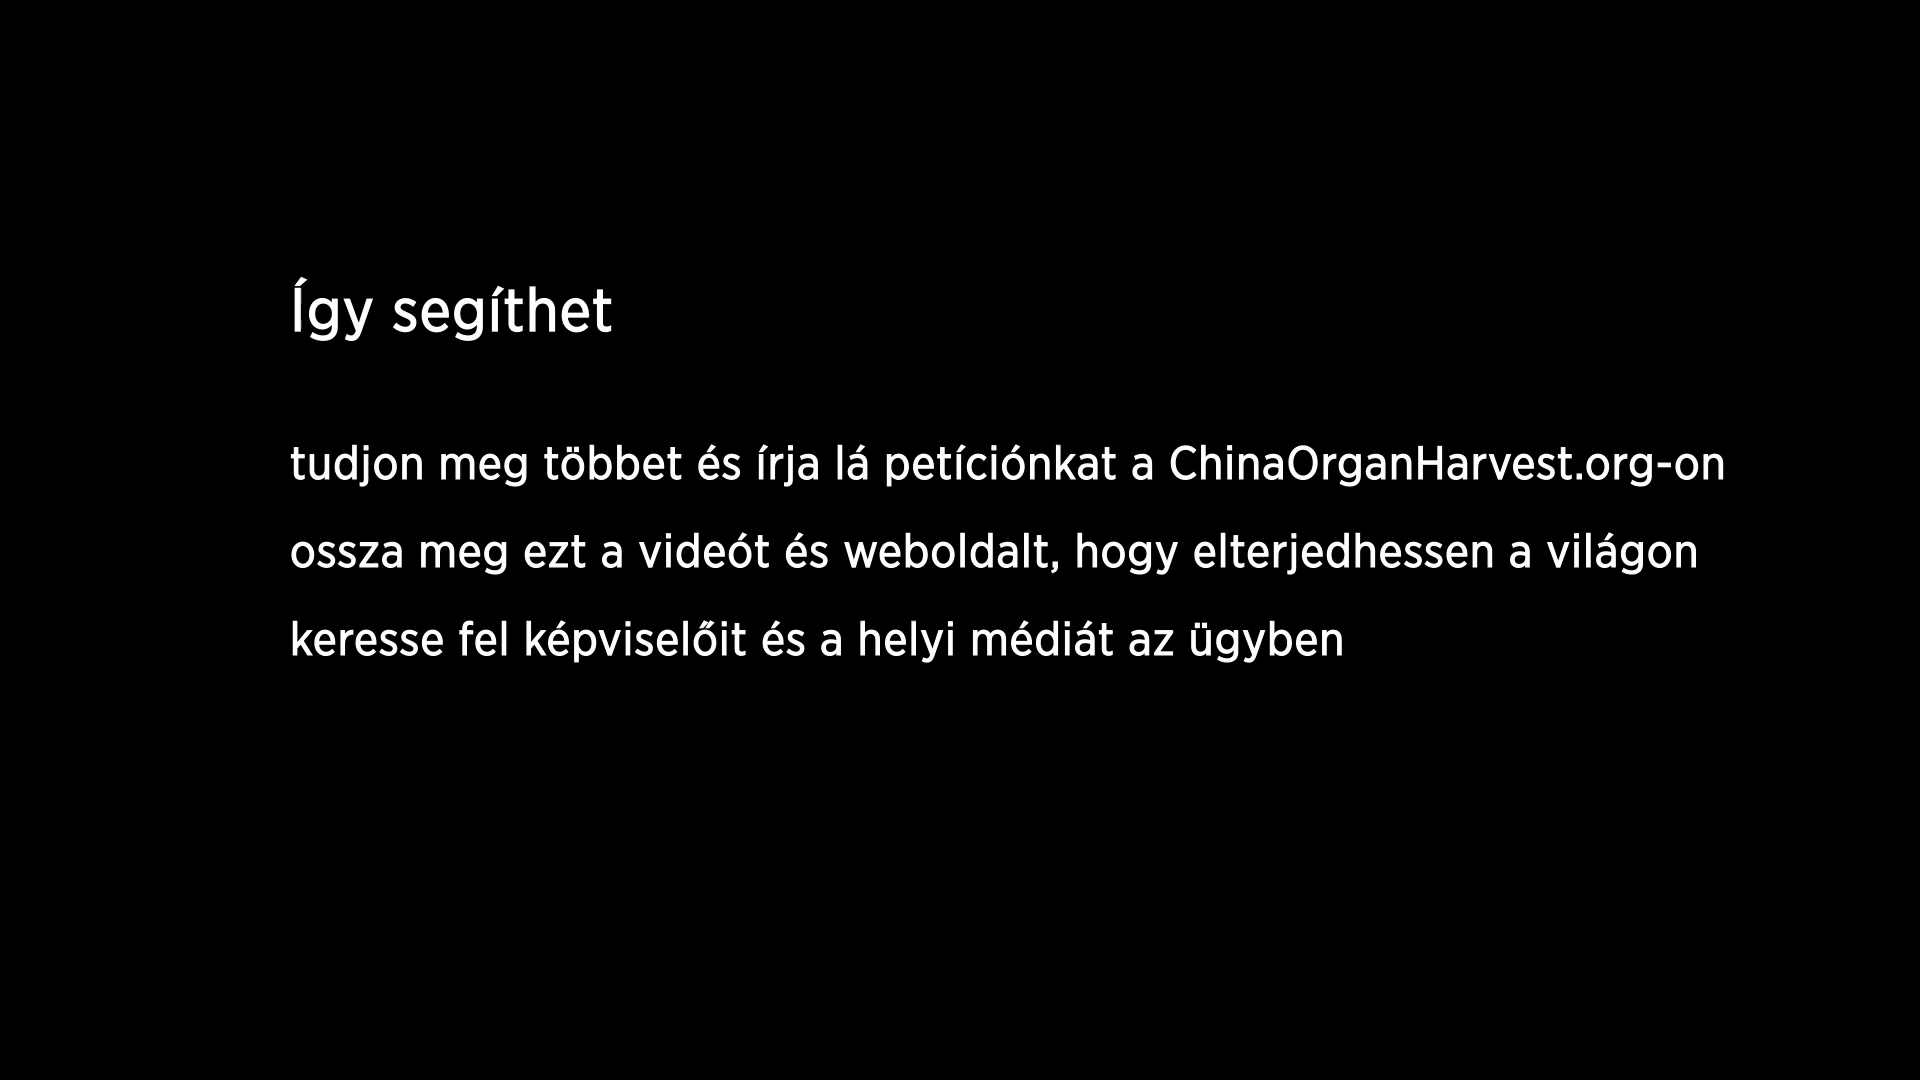 Így segíthet
tudjon meg többet és írja lá petíciónkat a ChinaOrganHarvest.org-on
ossza meg ezt a videót és weboldalt, hogy elterjedhessen a világon
keresse fel képviselőit és a helyi médiát az ügyben